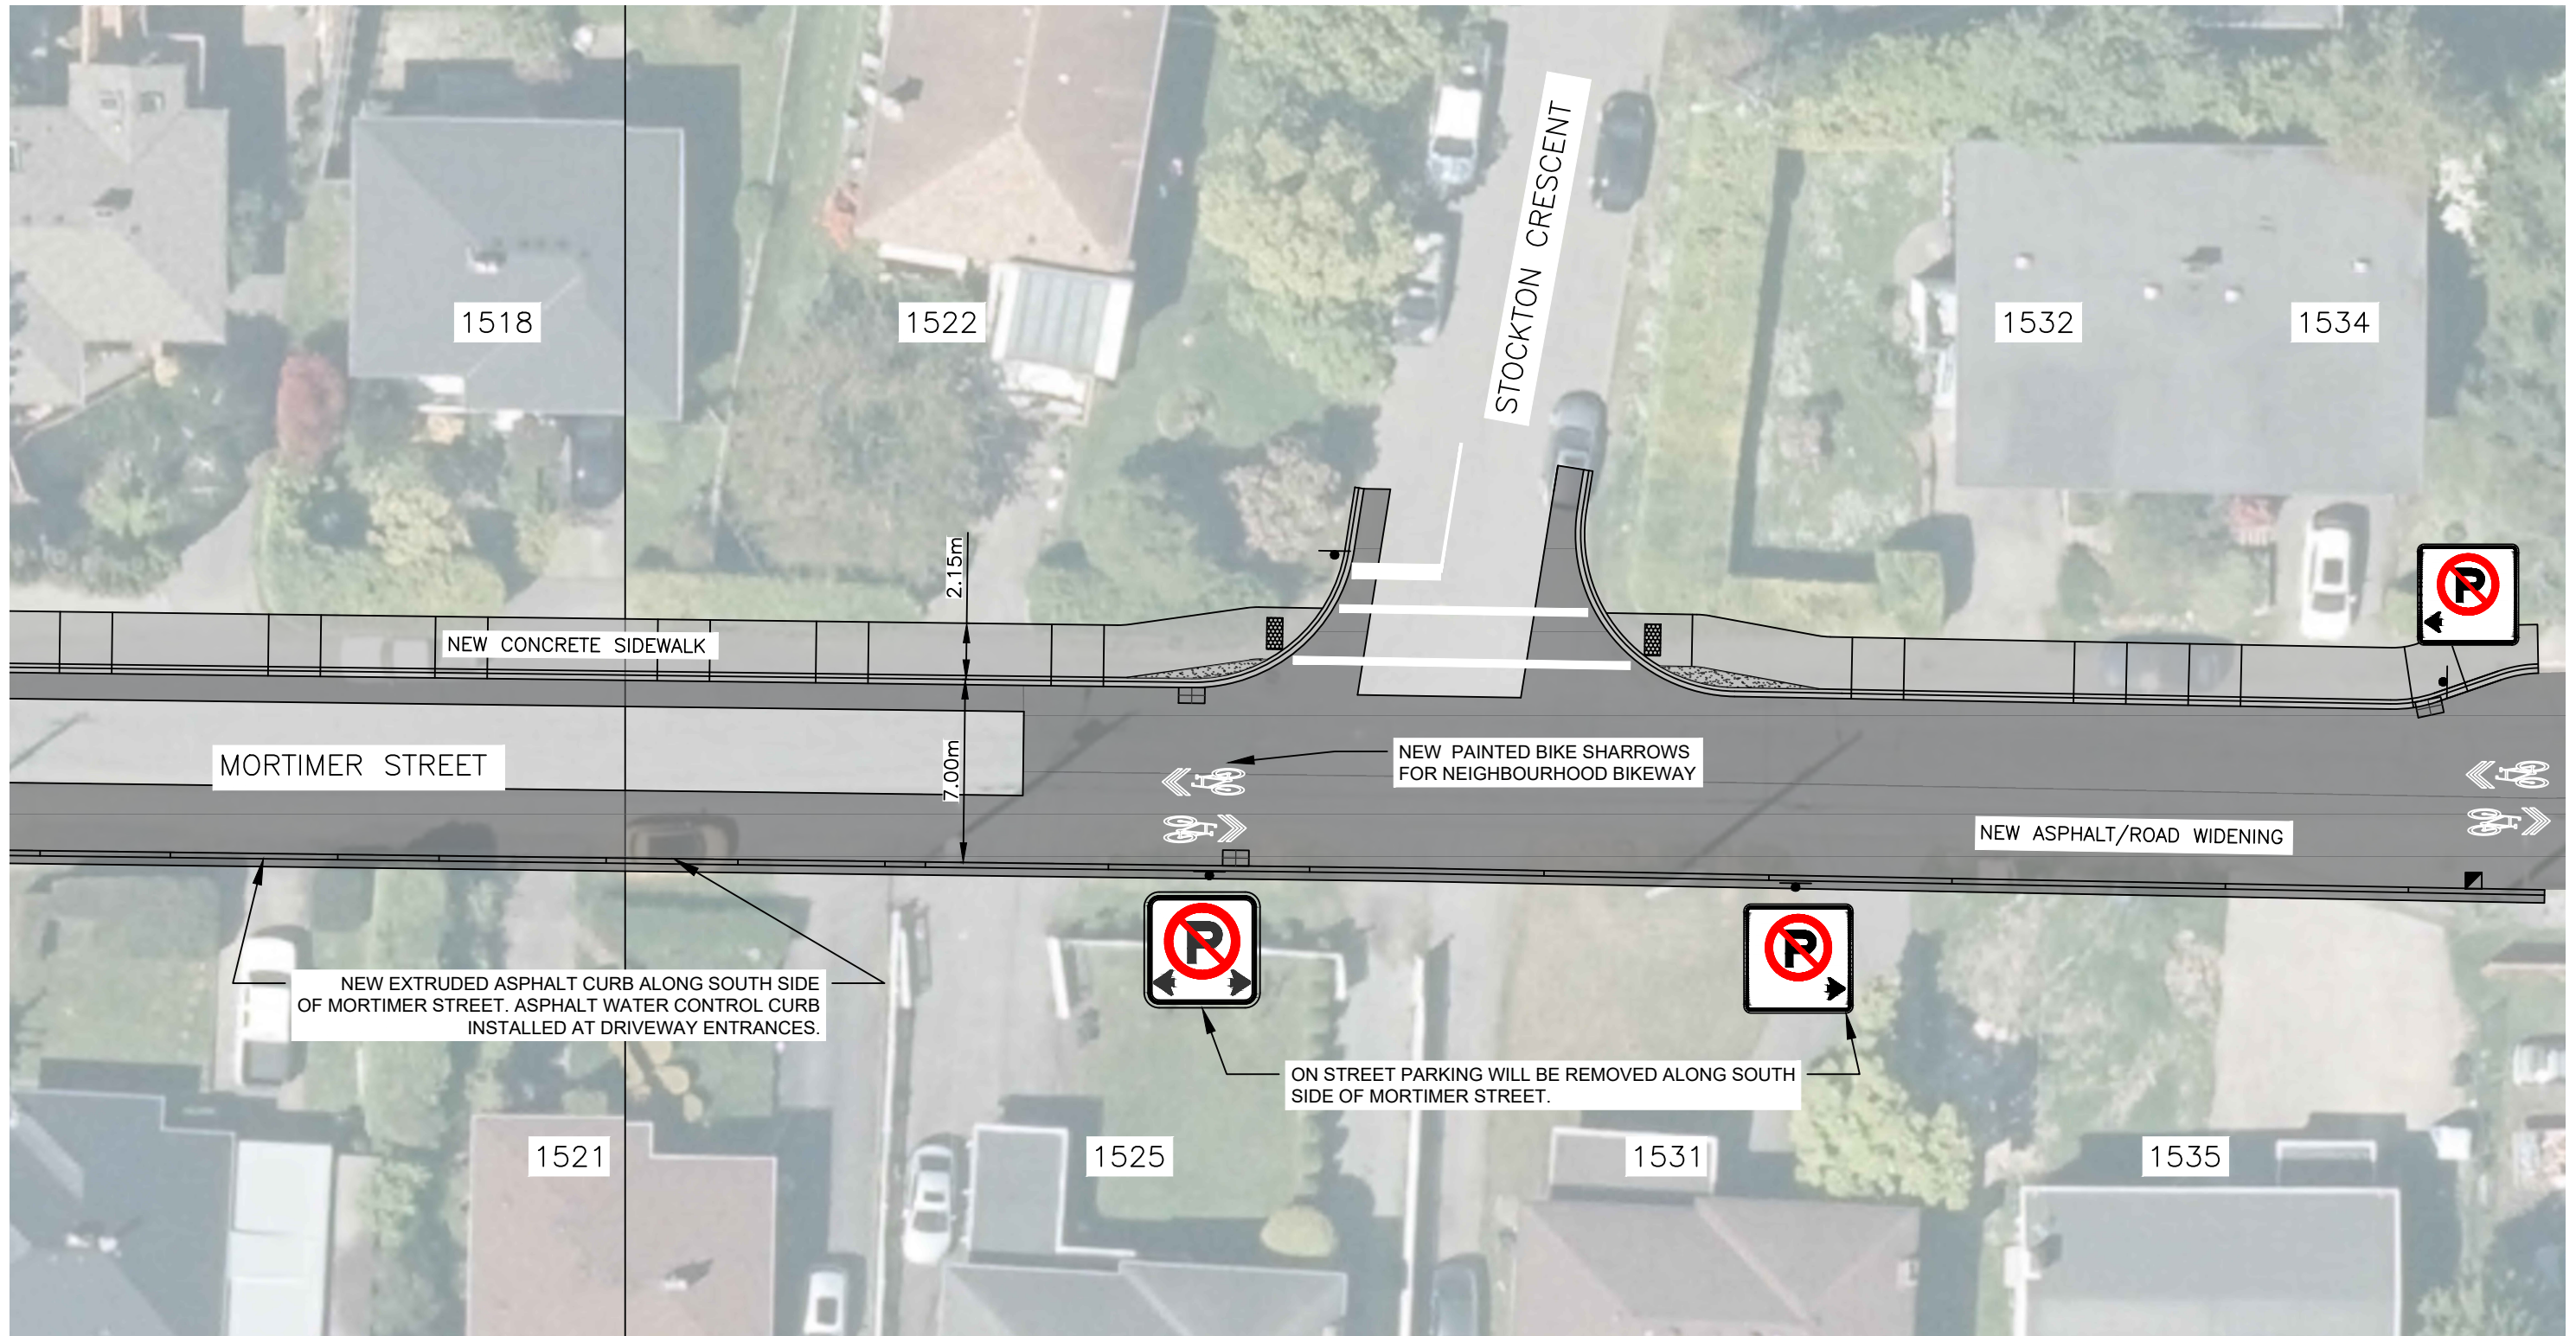 STOCKTON CRESCENT
1518
1522
1532
1534
2.15m
P
NEW CONCRETE SIDEWALK
MORTIMER STREET
7.00m
NEW PAINTED BIKE SHARROWS
FOR NEIGHBOURHOOD BIKEWAY
NEW ASPHALT/ROAD WIDENING
P
P
NEW EXTRUDED ASPHALT CURB ALONG SOUTH SIDE
OF MORTIMER STREET. ASPHALT WATER CONTROL CURB
INSTALLED AT DRIVEWAY ENTRANCES.
ON STREET PARKING WILL BE REMOVED ALONG SOUTH
SIDE OF MORTIMER STREET.
1521
1525
1531
1535